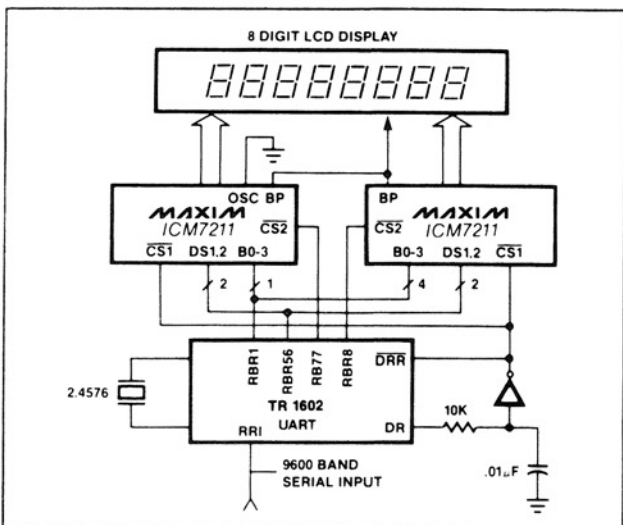 8 DIGIT LCD DISPLAY
88888888
OSC BP
BP
MAXIM
ICM7211
CS2
CS2
MAXIM
ICM7211
CS1 DS1,2 B0-3
B0-3 DS1,2 CS1
2
1
4
2
2.4576
RBR1
RBR56
RB77
RBR8
DRR
TR 1602
UART
RRI
DR
10K
.01μF
9600 BAND
SERIAL INPUT